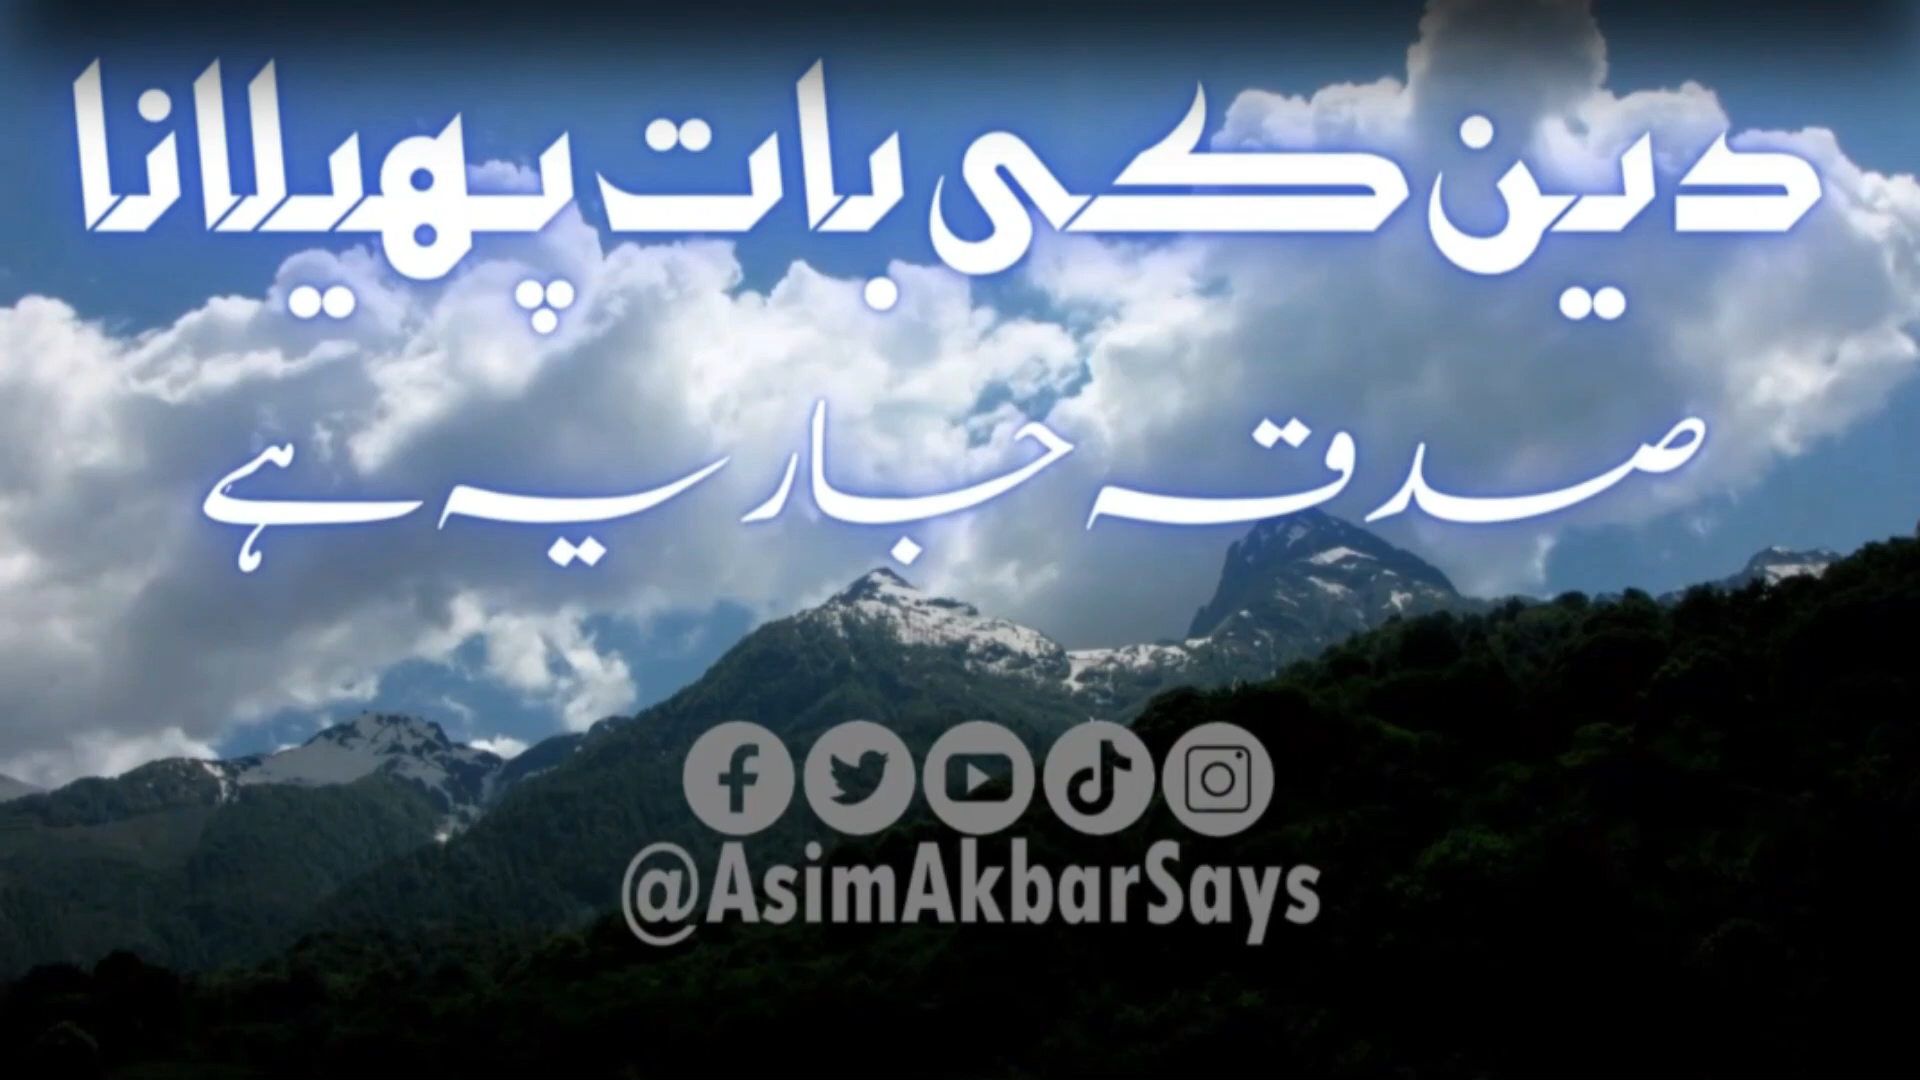 دین کی بات پھیلانا
صدقہ جاریہ ہے
@AsimAkbarSays